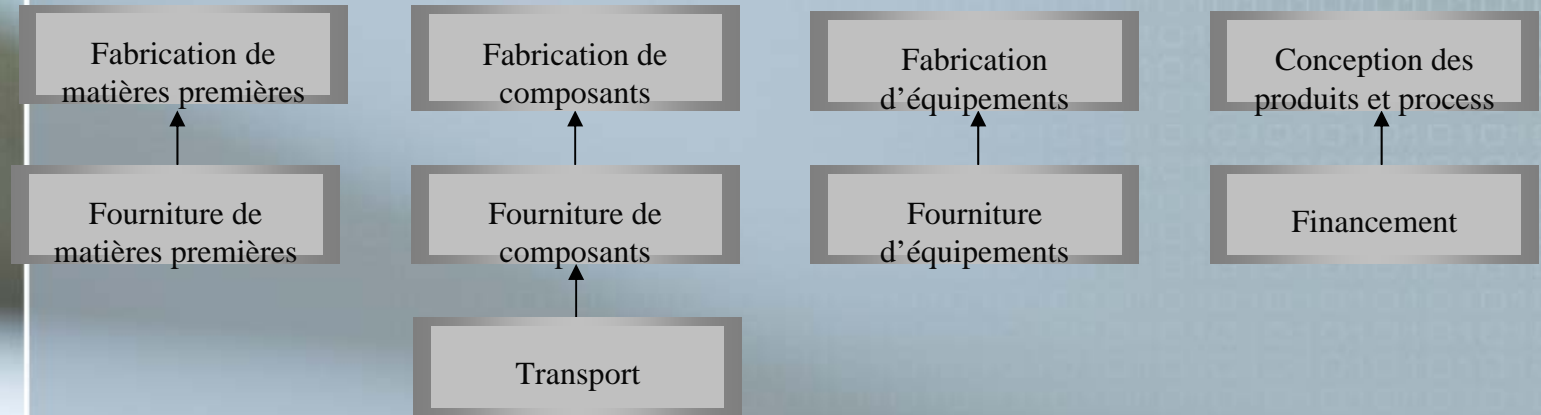 Fabrication de
matières premières
Fabrication de
composants
Fabrication
d’équipements
Conception des
produits et process
Fourniture de
matières premières
Fourniture de
composants
Fourniture
d’équipements
Financement
Transport